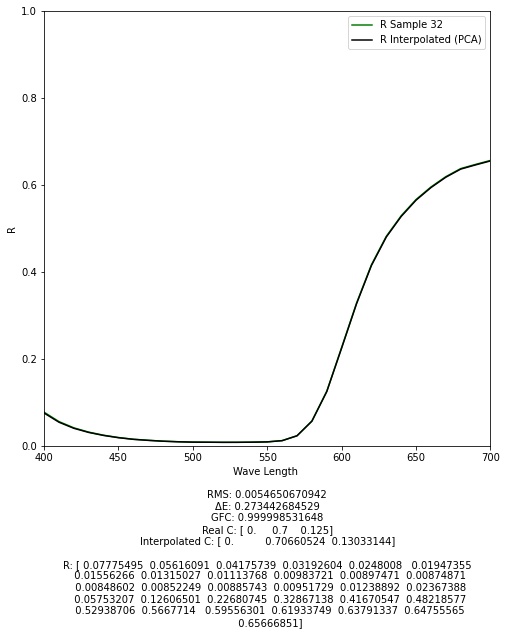 1.0
0.8
0.6
0.4
0.2
0.0
R
R Sample 32
R Interpolated (PCA)
400 450 500 550 600 650 700
Wave Length
RMS: 0.0054650670942
ΔE: 0.273442684529
GFC: 0.999998531648
Real C: [ 0. 0.7 0.125]
Interpolated C: [ 0. 0.70660524 0.13033144]
R: [ 0.07775495 0.05616091 0.04175739 0.03192604 0.0248008 0.01947355
0.01556266 0.01315027 0.01113768 0.00983721 0.00897471 0.00874871
0.00848602 0.00852249 0.00885743 0.00951729 0.01238892 0.02367388
0.05753207 0.12606501 0.22680745 0.32867138 0.41670547 0.48218577
0.52938706 0.5667714 0.59556301 0.61933749 0.63791337 0.64755565
0.65666851]